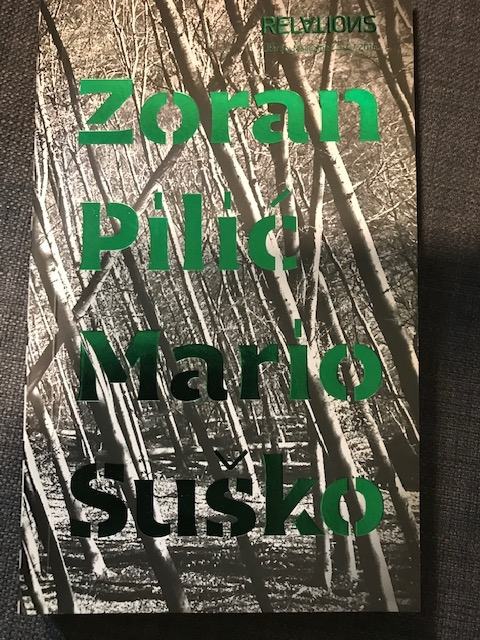 RELATIONS
Zoran
Pilić
Mario
Suško